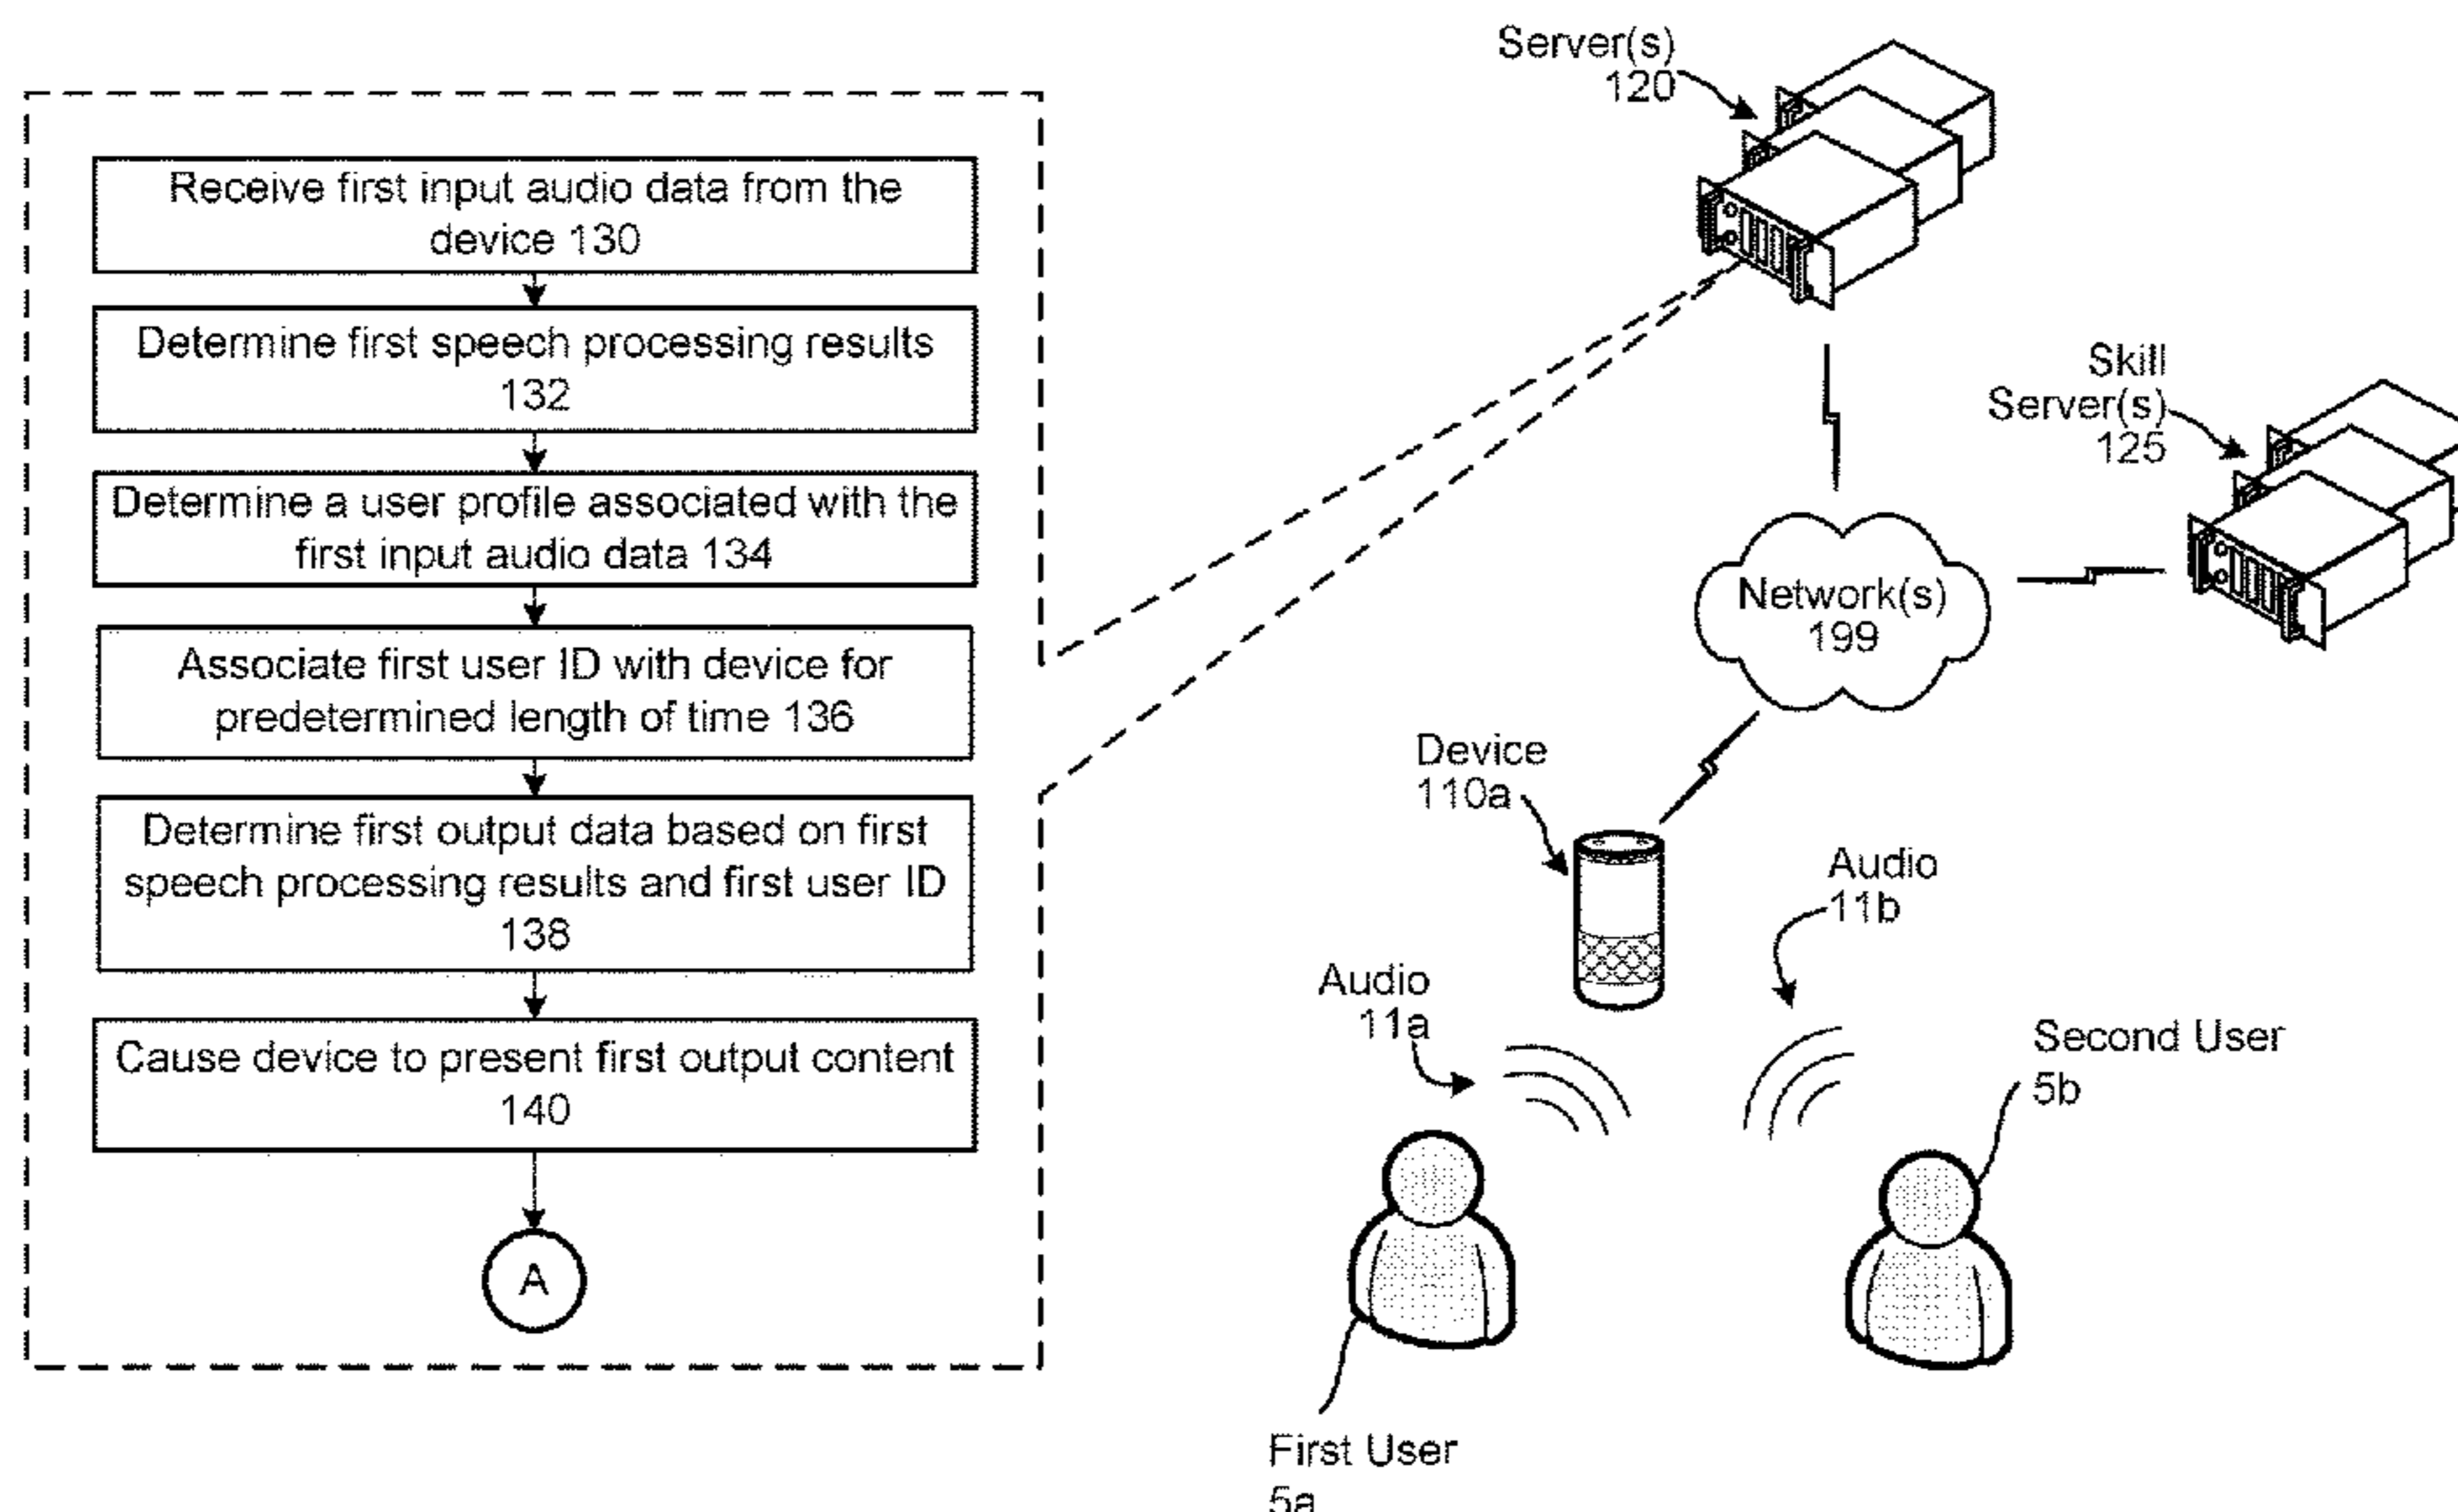 Receive first input audio data from the
device 130
Determine first speech processing results
132
Determine a user profile associated with the
first input audio data 134
Associate first user ID with device for
predetermined length of time 136
Determine first output data based on first
speech processing results and first user ID
138
Cause device to present first output content
140
A
Server(s)
120
Skill
Server(s)
125
Network(s)
199
Device
110a
Audio
11b
Audio
11a
Second User
5b
First User
5a